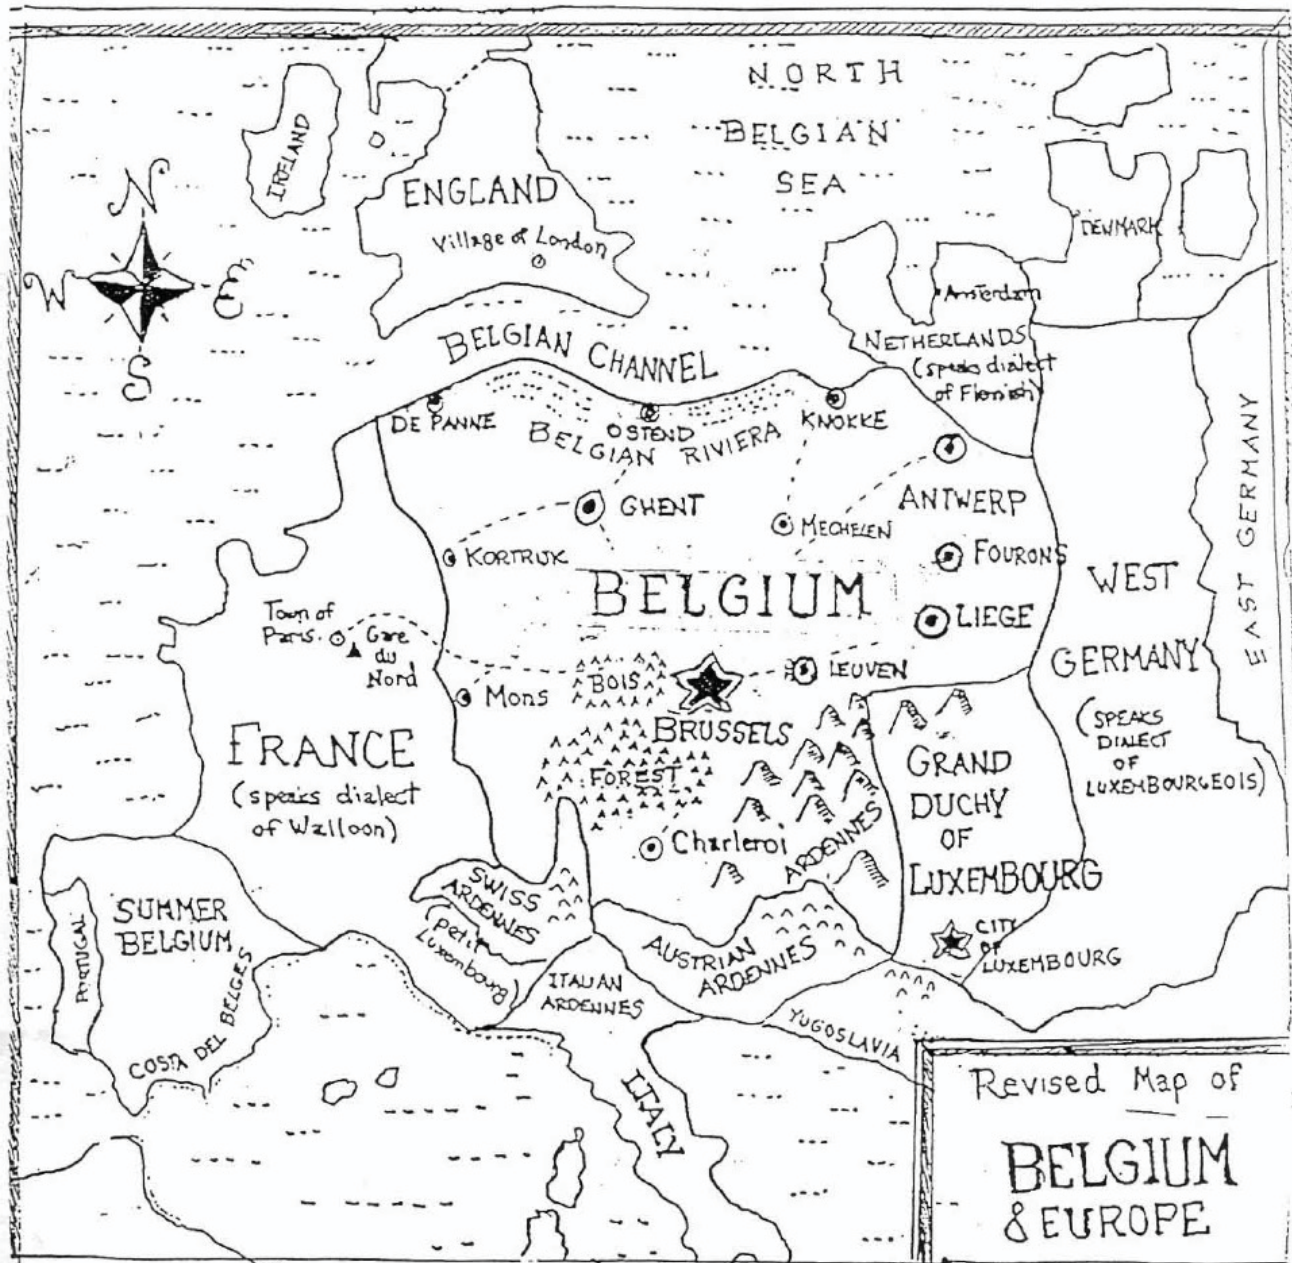 NORTH
BELGIAN
SEA
IRELAND
ENGLAND
Village of London
N
W
E
S
DENMARK
Amsterdam
NETHERLANDS
(speaks dialect
of Flemish)
BELGIAN CHANNEL
DE PANNE
OSTEND
KNOKKE
BELGIAN RIVIERA
GHENT
ANTWERP
MECHELEN
KORTRIJK
FOURONS
BELGIUM
LIEGE
WEST
GERMANY
(SPEAKS
DIALECT
OF
LUXEMBOURGEOIS)
EAST GERMANY
Town of
Paris
Gare
du
Nord
Mons
BOIS
LEUVEN
BRUSSELS
FOREST
Charleroi
ARDENNES
FRANCE
(speaks dialect
of Walloon)
GRAND
DUCHY
OF
LUXEMBOURG
CITY
OF
LUXEMBOURG
SWISS
ARDENNES
(petit
Luxembourg)
SUMMER
BELGIUM
PORTUGAL
COSTA DEL BELGES
ITALIAN
ARDENNES
AUSTRIAN
ARDENNES
YUGOSLAVIA
ITALY
Revised Map of
BELGIUM
& EUROPE